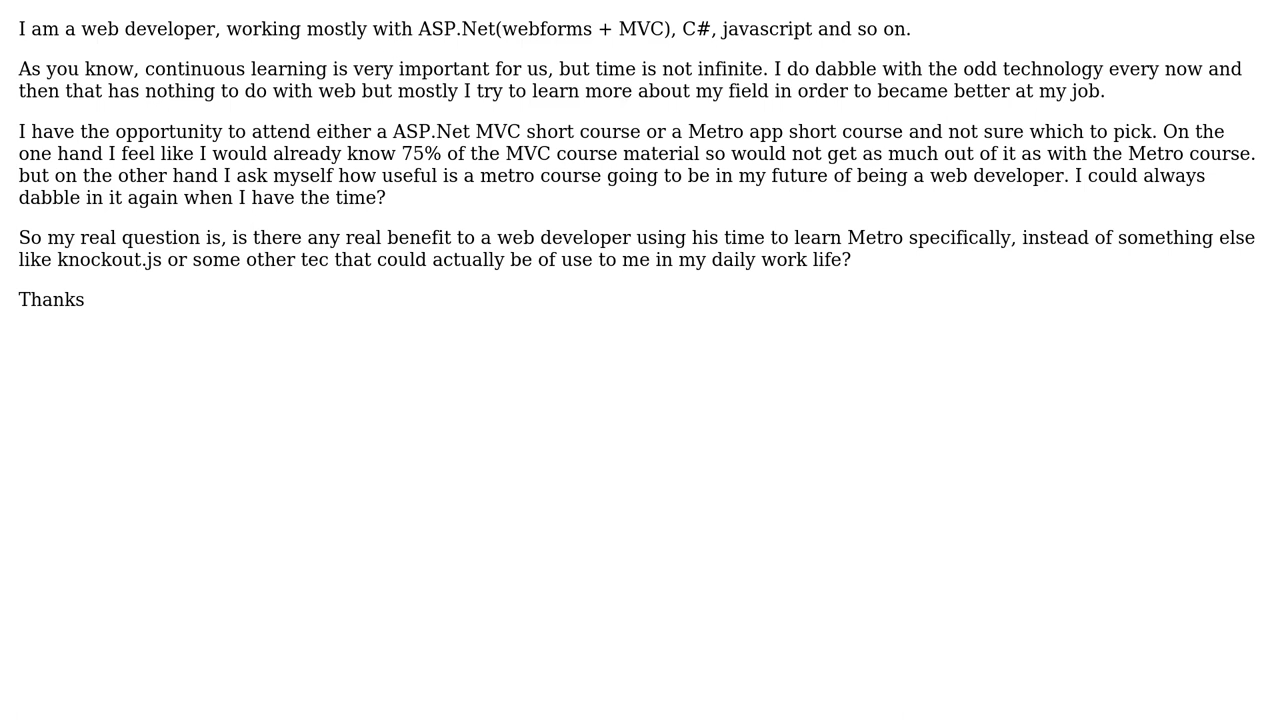 I am a web developer, working mostly with ASP.Net(webforms + MVC), C#, javascript and so on.
As you know, continuous learning is very important for us, but time is not infinite. I do dabble with the odd technology every now and
then that has nothing to do with web but mostly I try to learn more about my field in order to became better at my job.
I have the opportunity to attend either a ASP.Net MVC short course or a Metro app short course and not sure which to pick. On the
one hand I feel like I would already know 75% of the MVC course material so would not get as much out of it as with the Metro course.
but on the other hand I ask myself how useful is a metro course going to be in my future of being a web developer. I could always
dabble in it again when I have the time?
So my real question is, is there any real benefit to a web developer using his time to learn Metro specifically, instead of something else
like knockout.js or some other tec that could actually be of use to me in my daily work life?
Thanks